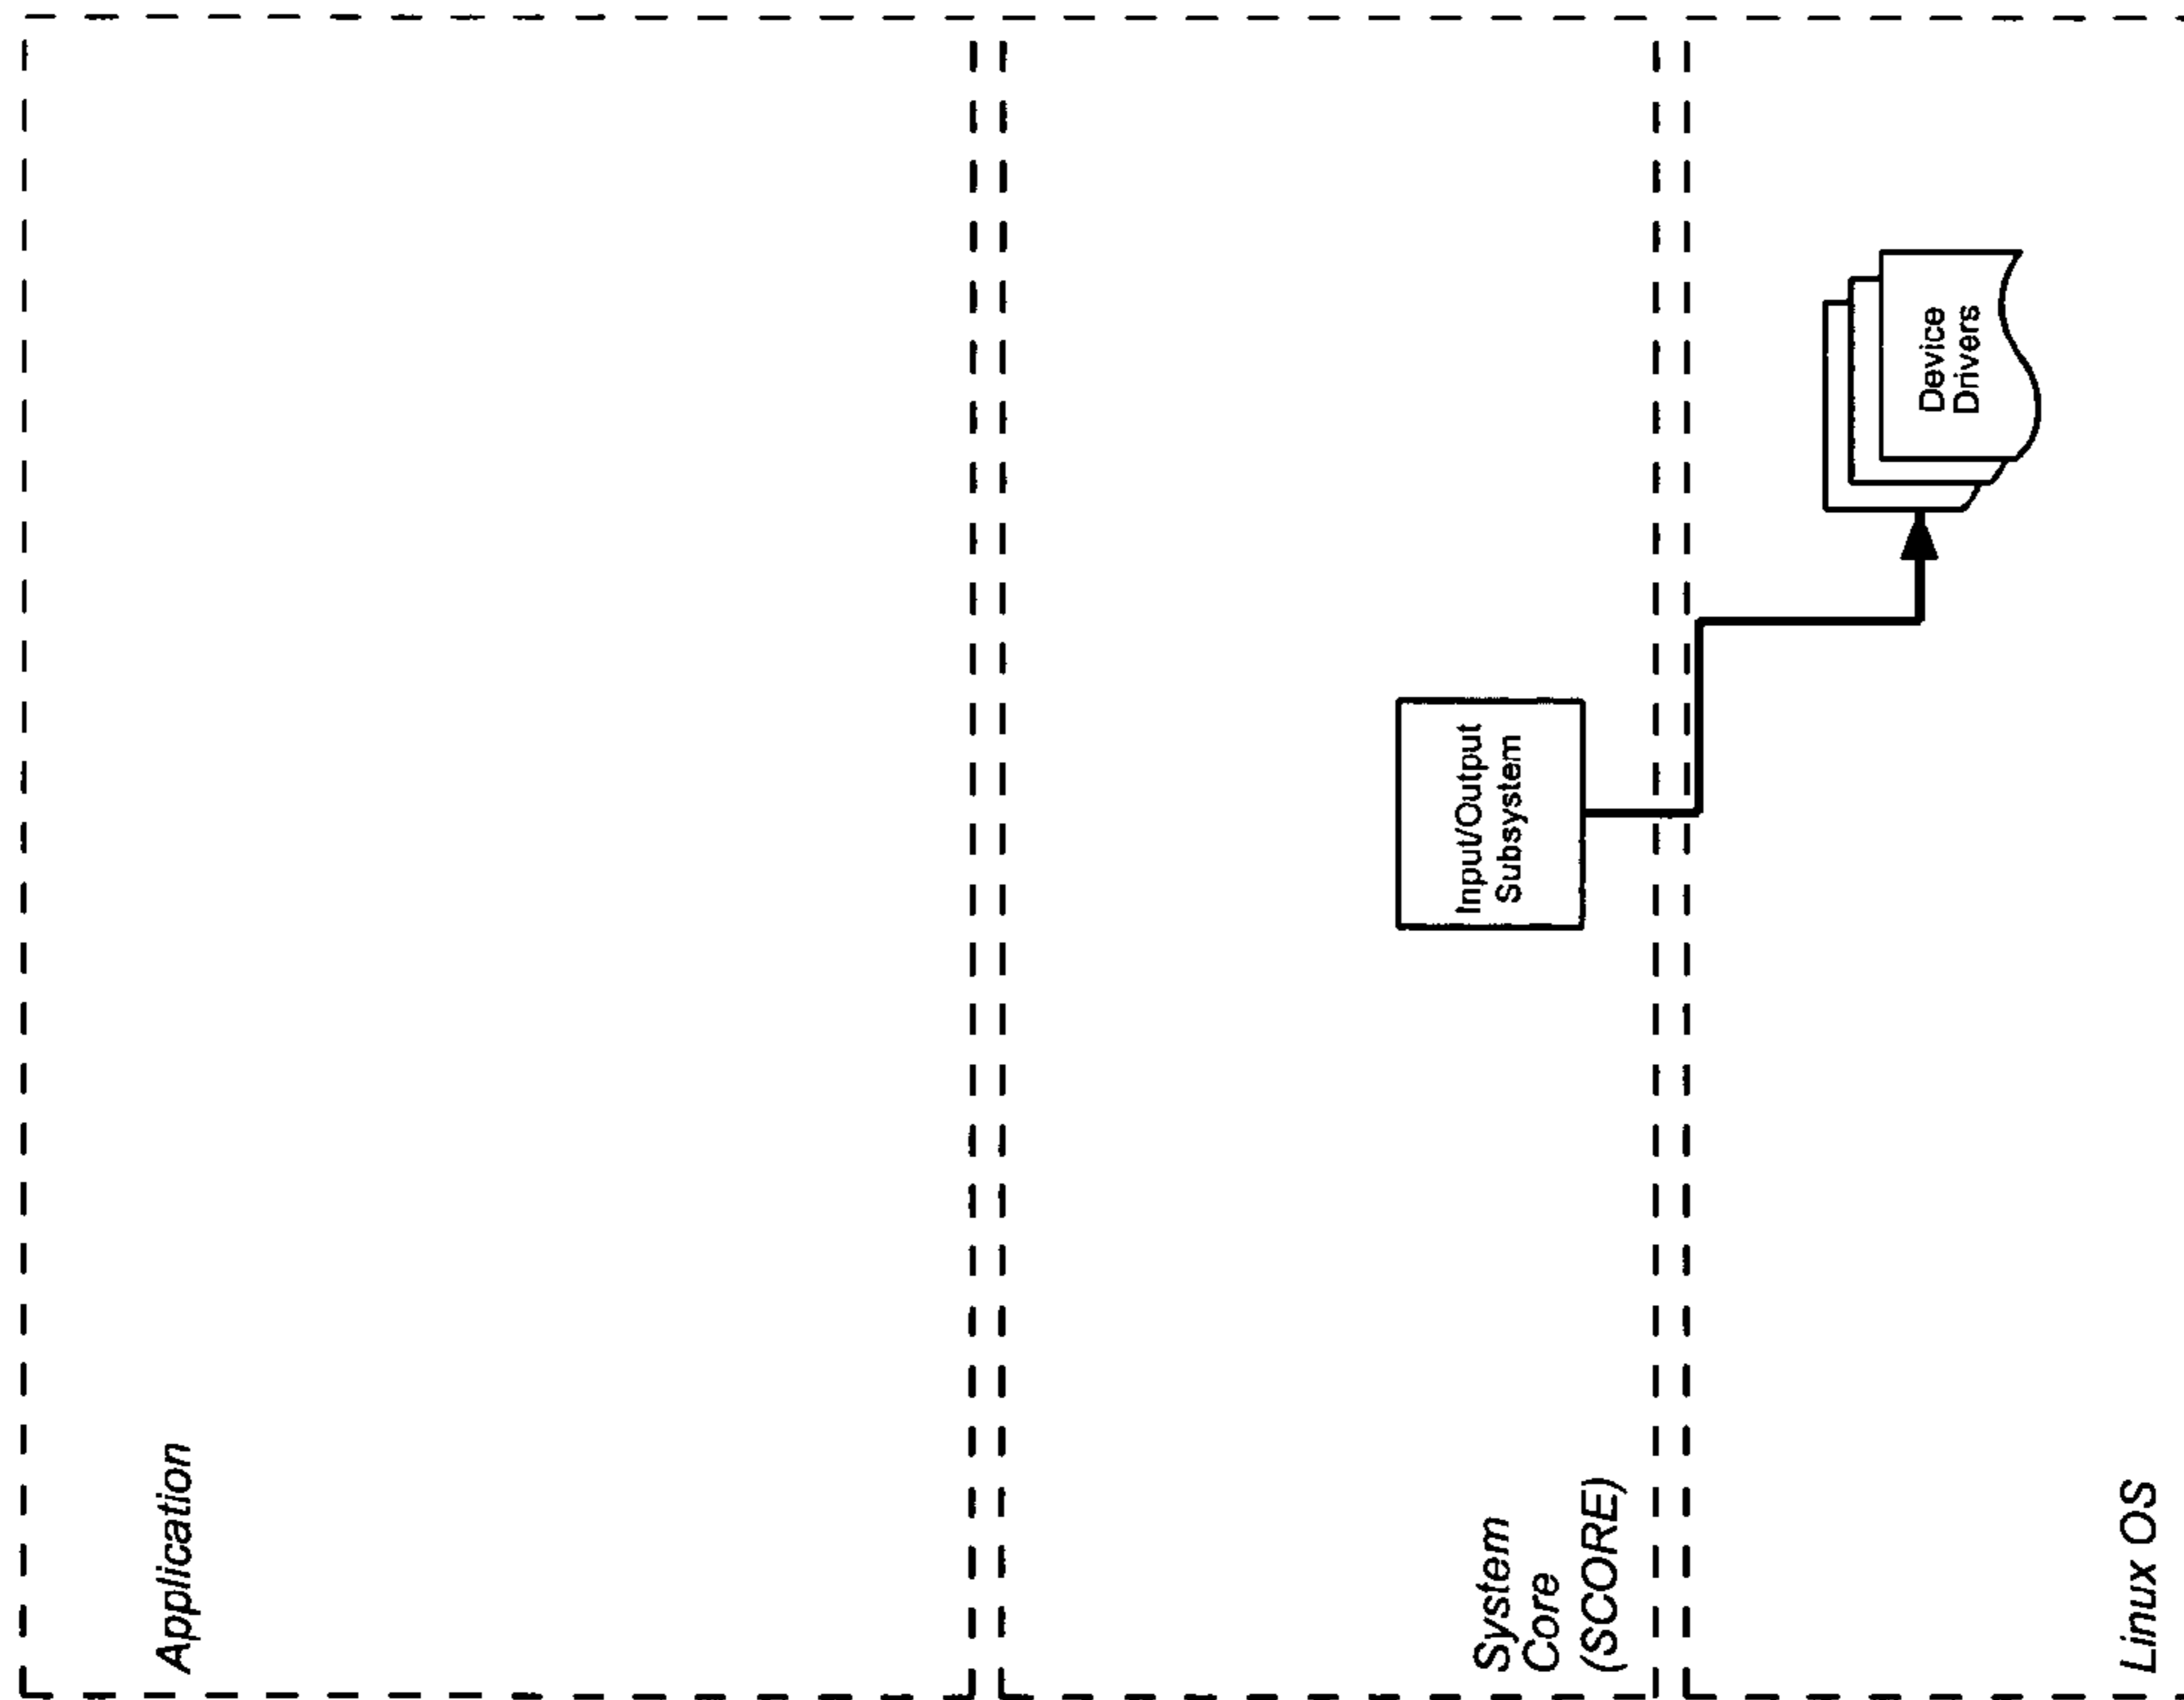 Application
Input/Output
Subsystem
System
Core
(SCORE)
Device
Drivers
Linux OS